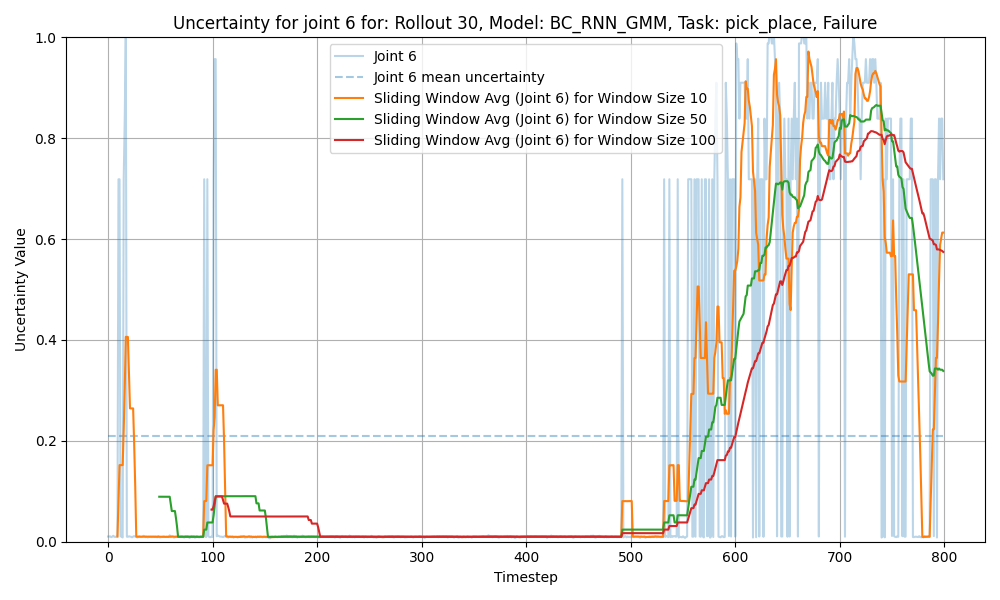 Uncertainty for joint 6 for: Rollout 30, Model: BC_RNN_GMM, Task: pick_place, Failure
Joint 6
Joint 6 mean uncertainty
Sliding Window Avg (Joint 6) for Window Size 10
Sliding Window Avg (Joint 6) for Window Size 50
Sliding Window Avg (Joint 6) for Window Size 100
Uncertainty Value
1.0
0.8
0.6
0.4
0.2
0.0
0 100 200 300 400 500 600 700 800
Timestep